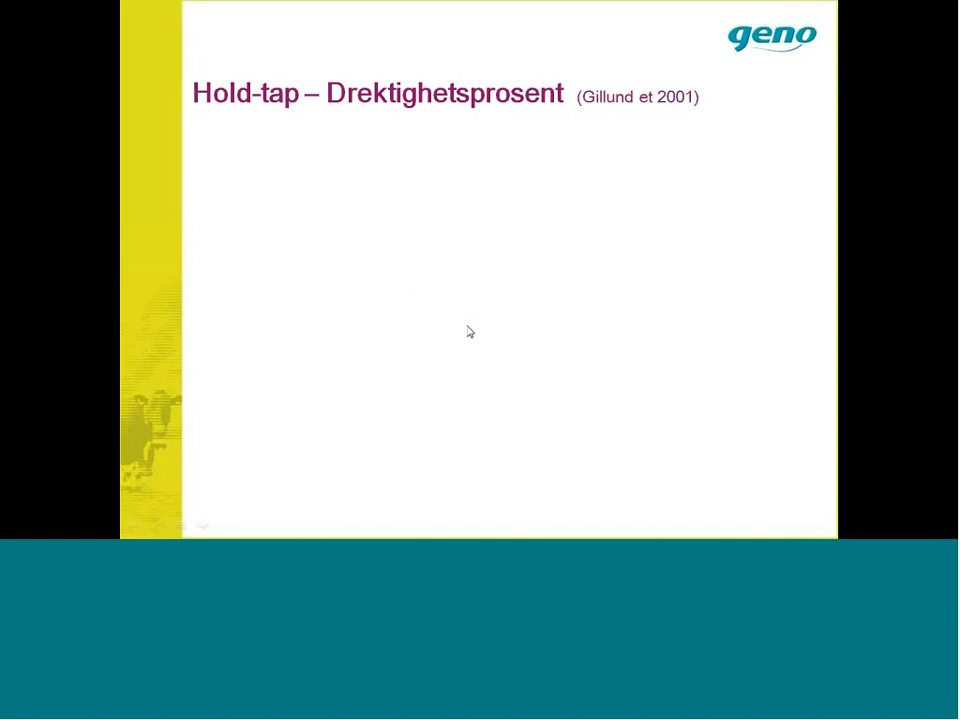 geno
Hold-tap – Drektighetsprosent (Gillund et 2001)